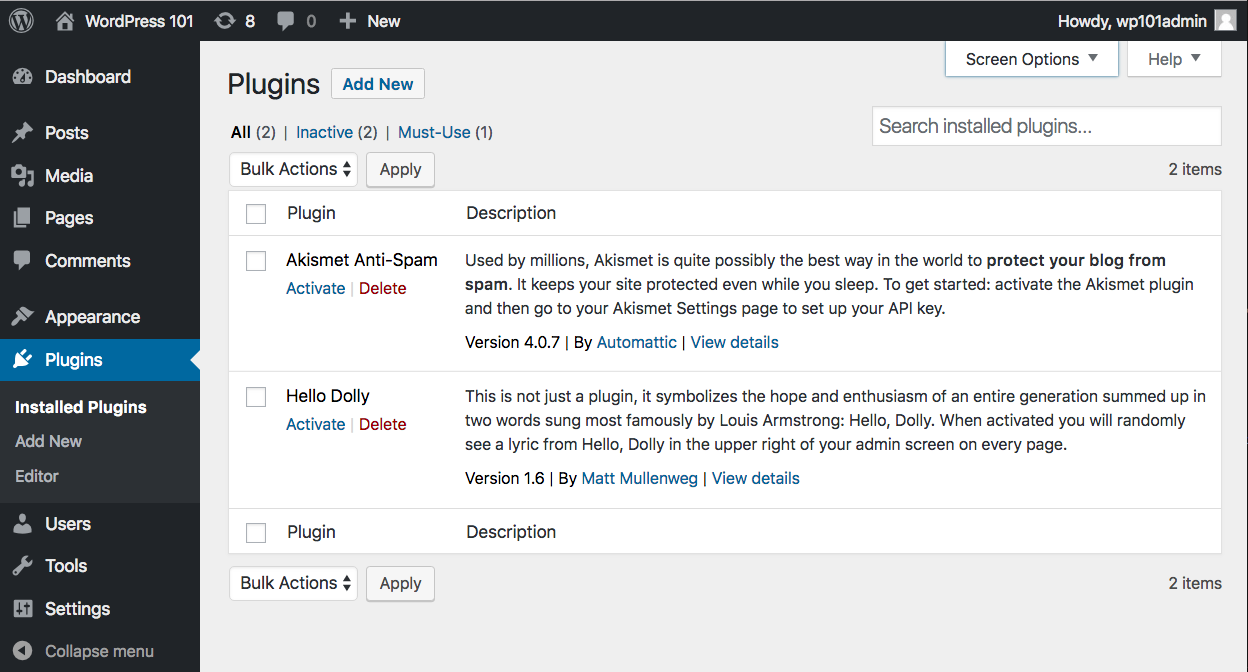 WordPress 101 8 0 New Howdy, wp101admin
Dashboard
Posts
Media
Pages
Comments
Appearance
Plugins
Installed Plugins
Add New
Editor
Users
Tools
Settings
Collapse menu
Screen Options Help
Plugins Add New
All (2) | Inactive (2) | Must-Use (1)
Search installed plugins...
Bulk Actions Apply 2 items
Plugin Description
Akismet Anti-Spam
Activate | Delete
Used by millions, Akismet is quite possibly the best way in the world to protect your blog from
spam. It keeps your site protected even while you sleep. To get started: activate the Akismet plugin
and then go to your Akismet Settings page to set up your API key.
Version 4.0.7 | By Automattic | View details
Hello Dolly
Activate | Delete
This is not just a plugin, it symbolizes the hope and enthusiasm of an entire generation summed up in
two words sung most famously by Louis Armstrong: Hello, Dolly. When activated you will randomly
see a lyric from Hello, Dolly in the upper right of your admin screen on every page.
Version 1.6 | By Matt Mullenweg | View details
Plugin Description
Bulk Actions Apply 2 items